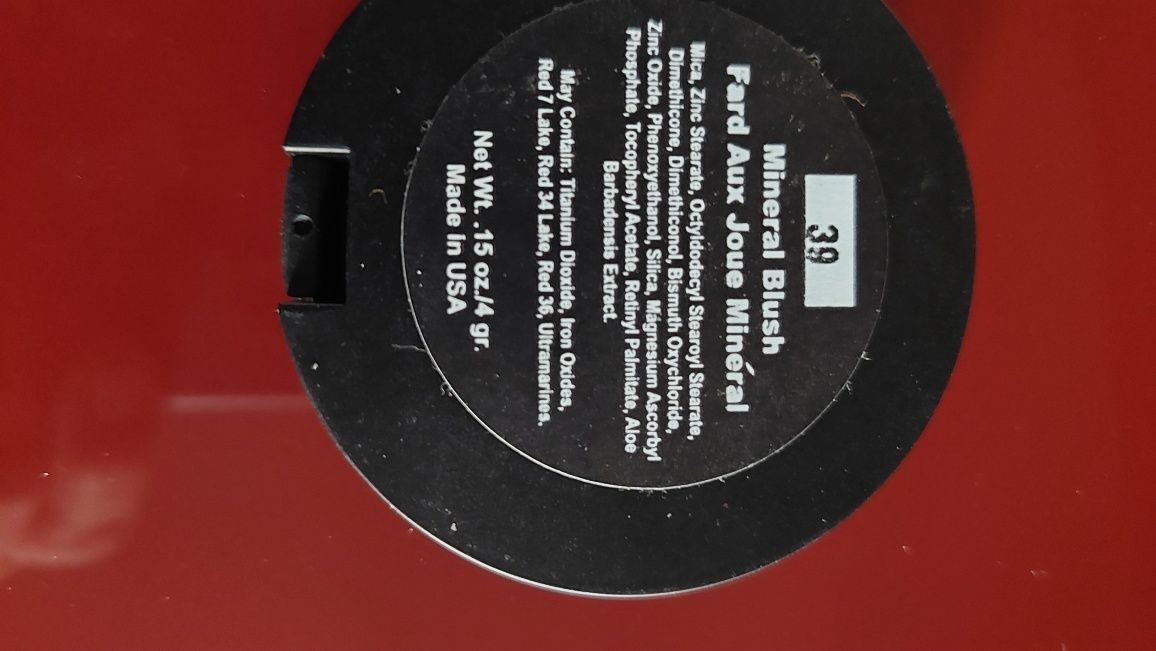 39
Mineral Blush
Fard Aux Joue Minéral
Mica, Zinc Stearate, Octyldodecyl Stearoyl Stearate,
Dimethicone, Dimethiconol, Bismuth Oxychloride,
Zinc Oxide, Phenoxyethanol, Silica, Magnesium Ascorbyl
Phosphate, Tocopheryl Acetate, Retinyl Palmitate, Aloe
Barbadensis Extract.
May Contain: Titanium Dioxide, Iron Oxides,
Red 7 Lake, Red 34 Lake, Red 36, Ultramarines.
Net Wt. .15 oz./4 gr.
Made In USA